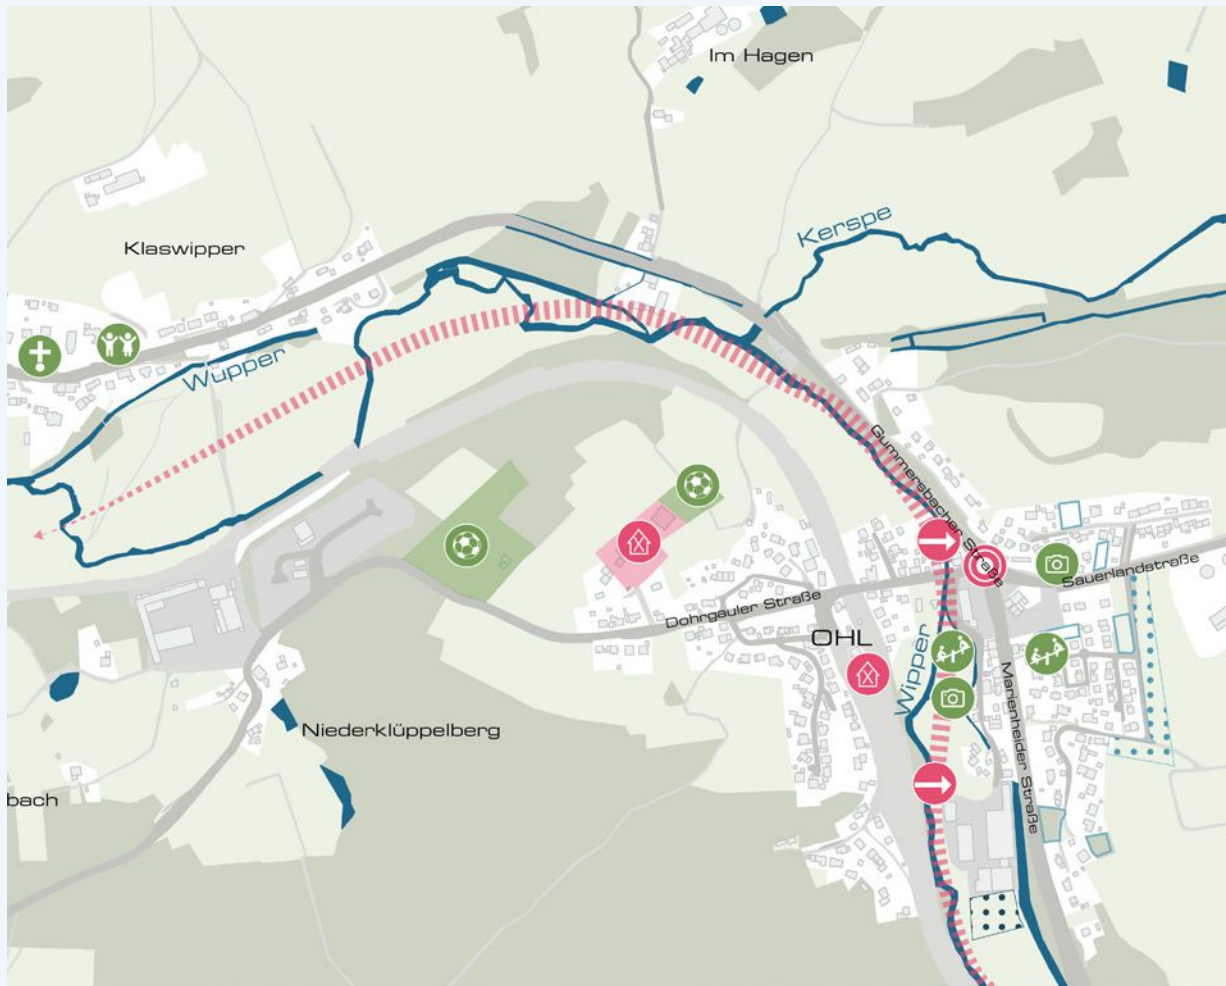 Im Hagen
Kerspe
Klaswipper
Wupper
Gummersbacher Straße
Sauerlandstraße
Dohrgauler Straße
OHL
Wipper
Marienheider Straße
Niederklüppelberg
bach